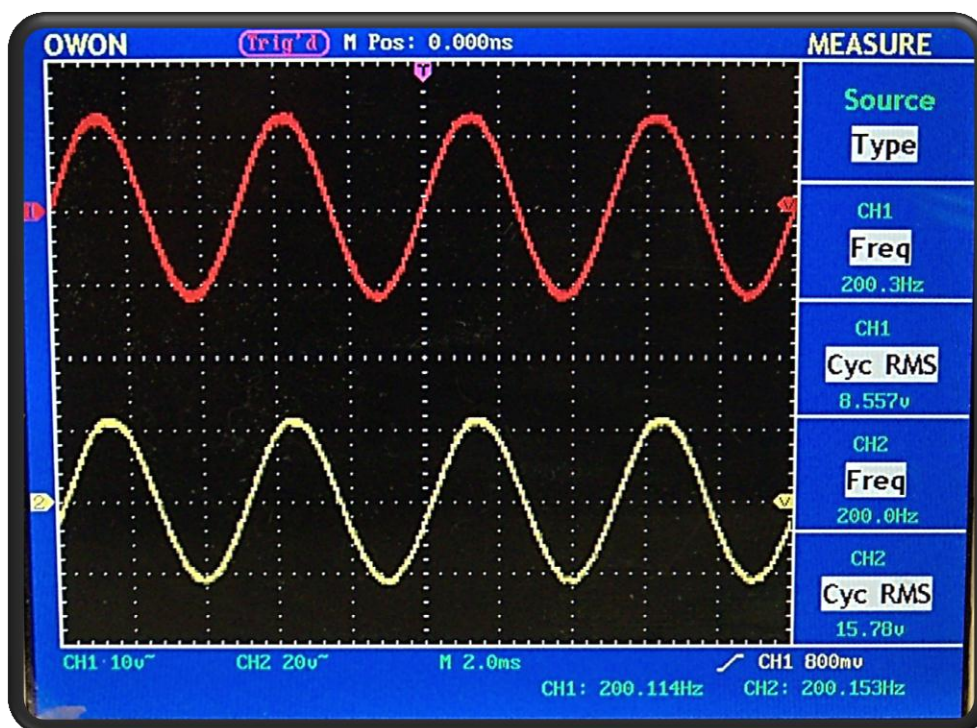 OWON Trig'd M Pos: 0.000ns MEASURE
T
Source
Type
1
V
CH1
Freq
200.3Hz
CH1
Cyc RMS
8.557v
CH2
Freq
200.0Hz
2
V
CH2
Cyc RMS
15.78v
CH1 10v~ CH2 20v~ M 2.0ms CH1 800mv
CH1: 200.114Hz CH2: 200.153Hz